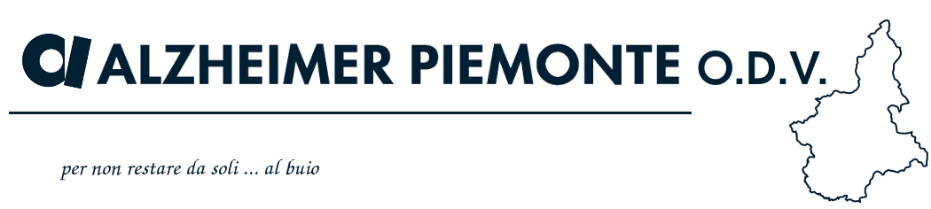 a ALZHEIMER PIEMONTE O.D.V.
per non restare da soli ... al buio